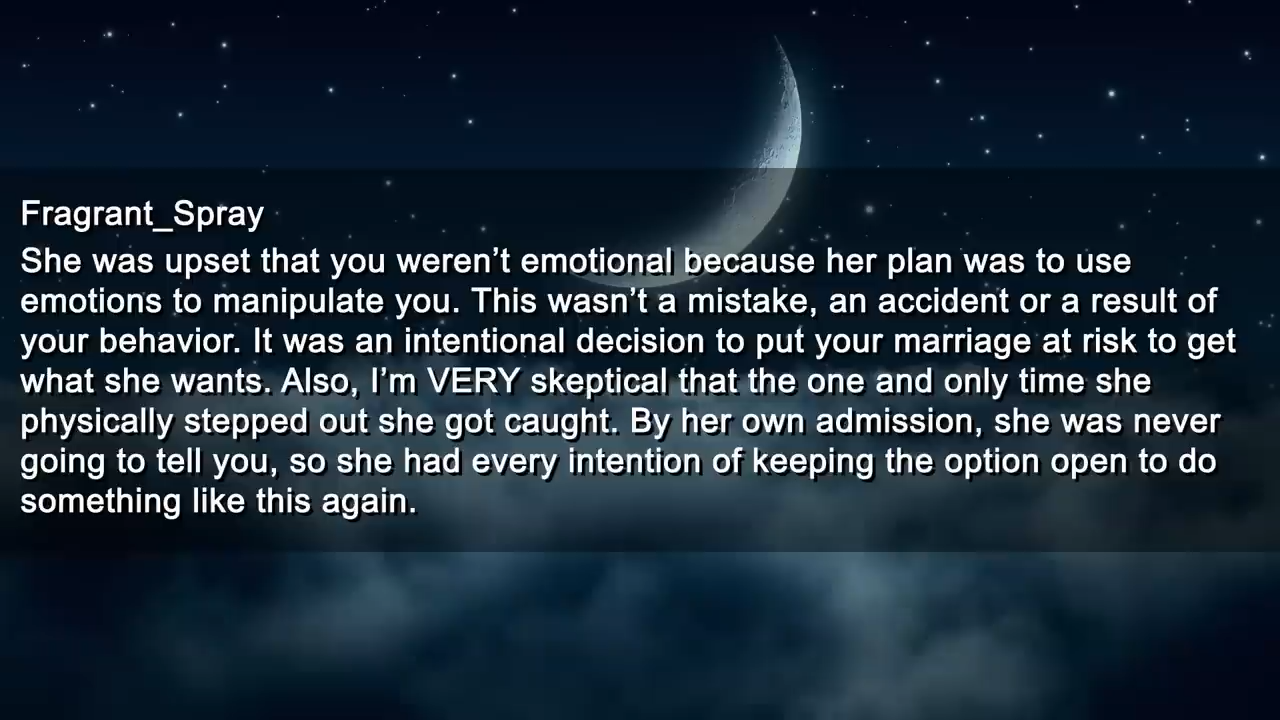 Fragrant_Spray
She was upset that you weren’t emotional because her plan was to use
emotions to manipulate you. This wasn’t a mistake, an accident or a result of
your behavior. It was an intentional decision to put your marriage at risk to get
what she wants. Also, I’m VERY skeptical that the one and only time she
physically stepped out she got caught. By her own admission, she was never
going to tell you, so she had every intention of keeping the option open to do
something like this again.